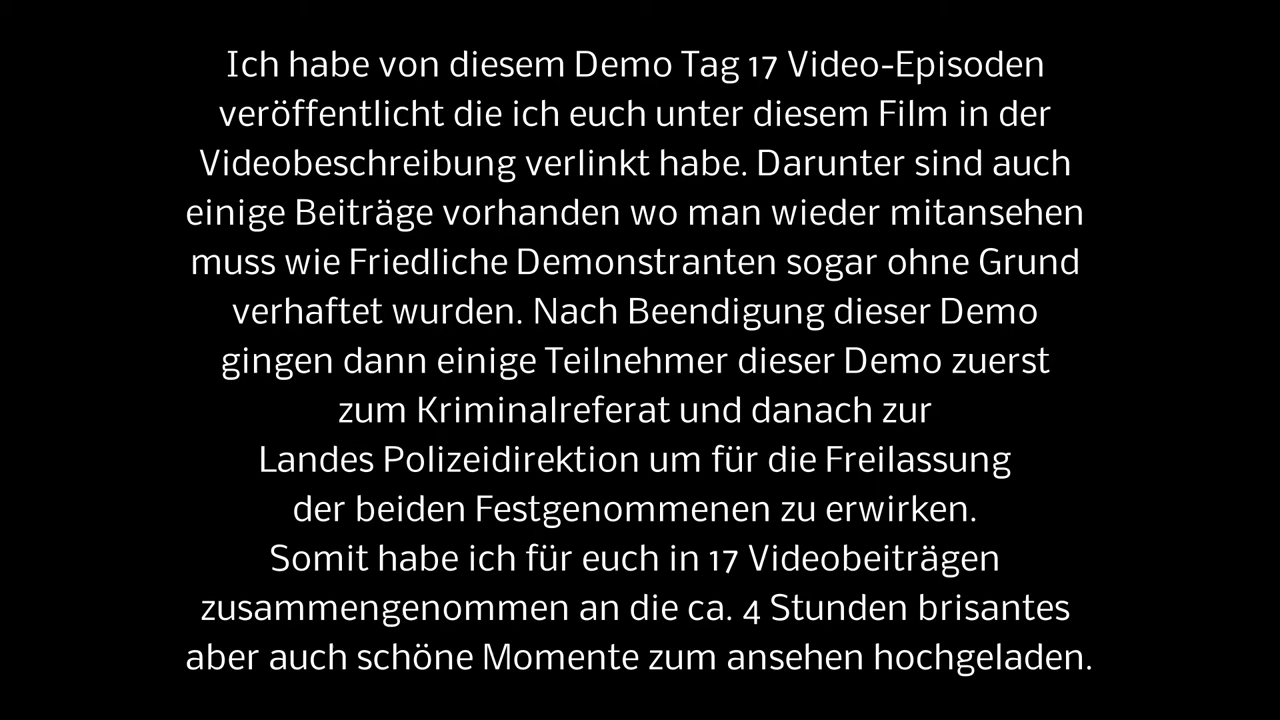 Ich habe von diesem Demo Tag 17 Video-Episoden
veröffentlicht die ich euch unter diesem Film in der
Videobeschreibung verlinkt habe. Darunter sind auch
einige Beiträge vorhanden wo man wieder mitansehen
muss wie Friedliche Demonstranten sogar ohne Grund
verhaftet wurden. Nach Beendigung dieser Demo
gingen dann einige Teilnehmer dieser Demo zuerst
zum Kriminalreferat und danach zur
Landes Polizeidirektion um für die Freilassung
der beiden Festgenommenen zu erwirken.
Somit habe ich für euch in 17 Videobeiträgen
zusammengenommen an die ca. 4 Stunden brisantes
aber auch schöne Momente zum ansehen hochgeladen.